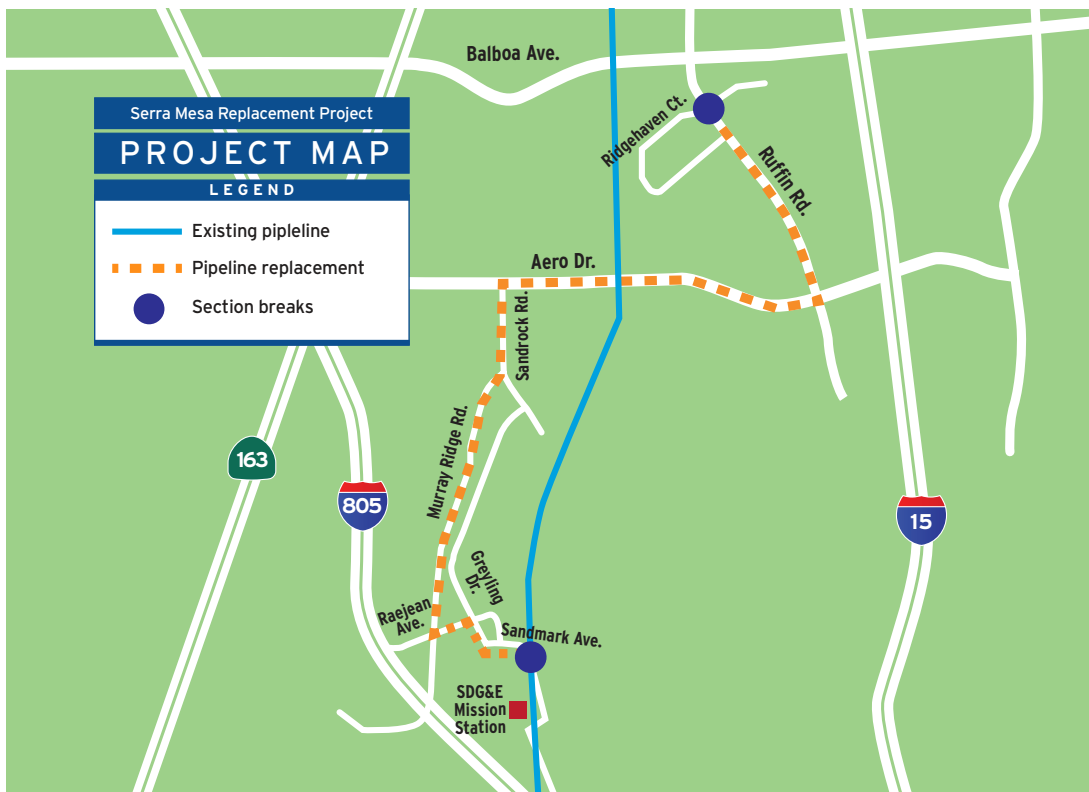 Balboa Ave.
Serra Mesa Replacement Project
PROJECT MAP
LEGEND
Existing pipleline
Pipeline replacement
Section breaks
Ridgehaven Ct.
Ruffin Rd.
Aero Dr.
Sandrock Rd.
Murray Ridge Rd.
163
805
15
Greyling
Dr.
Raejean
Ave.
Sandmark Ave.
SDG&E
Mission
Station